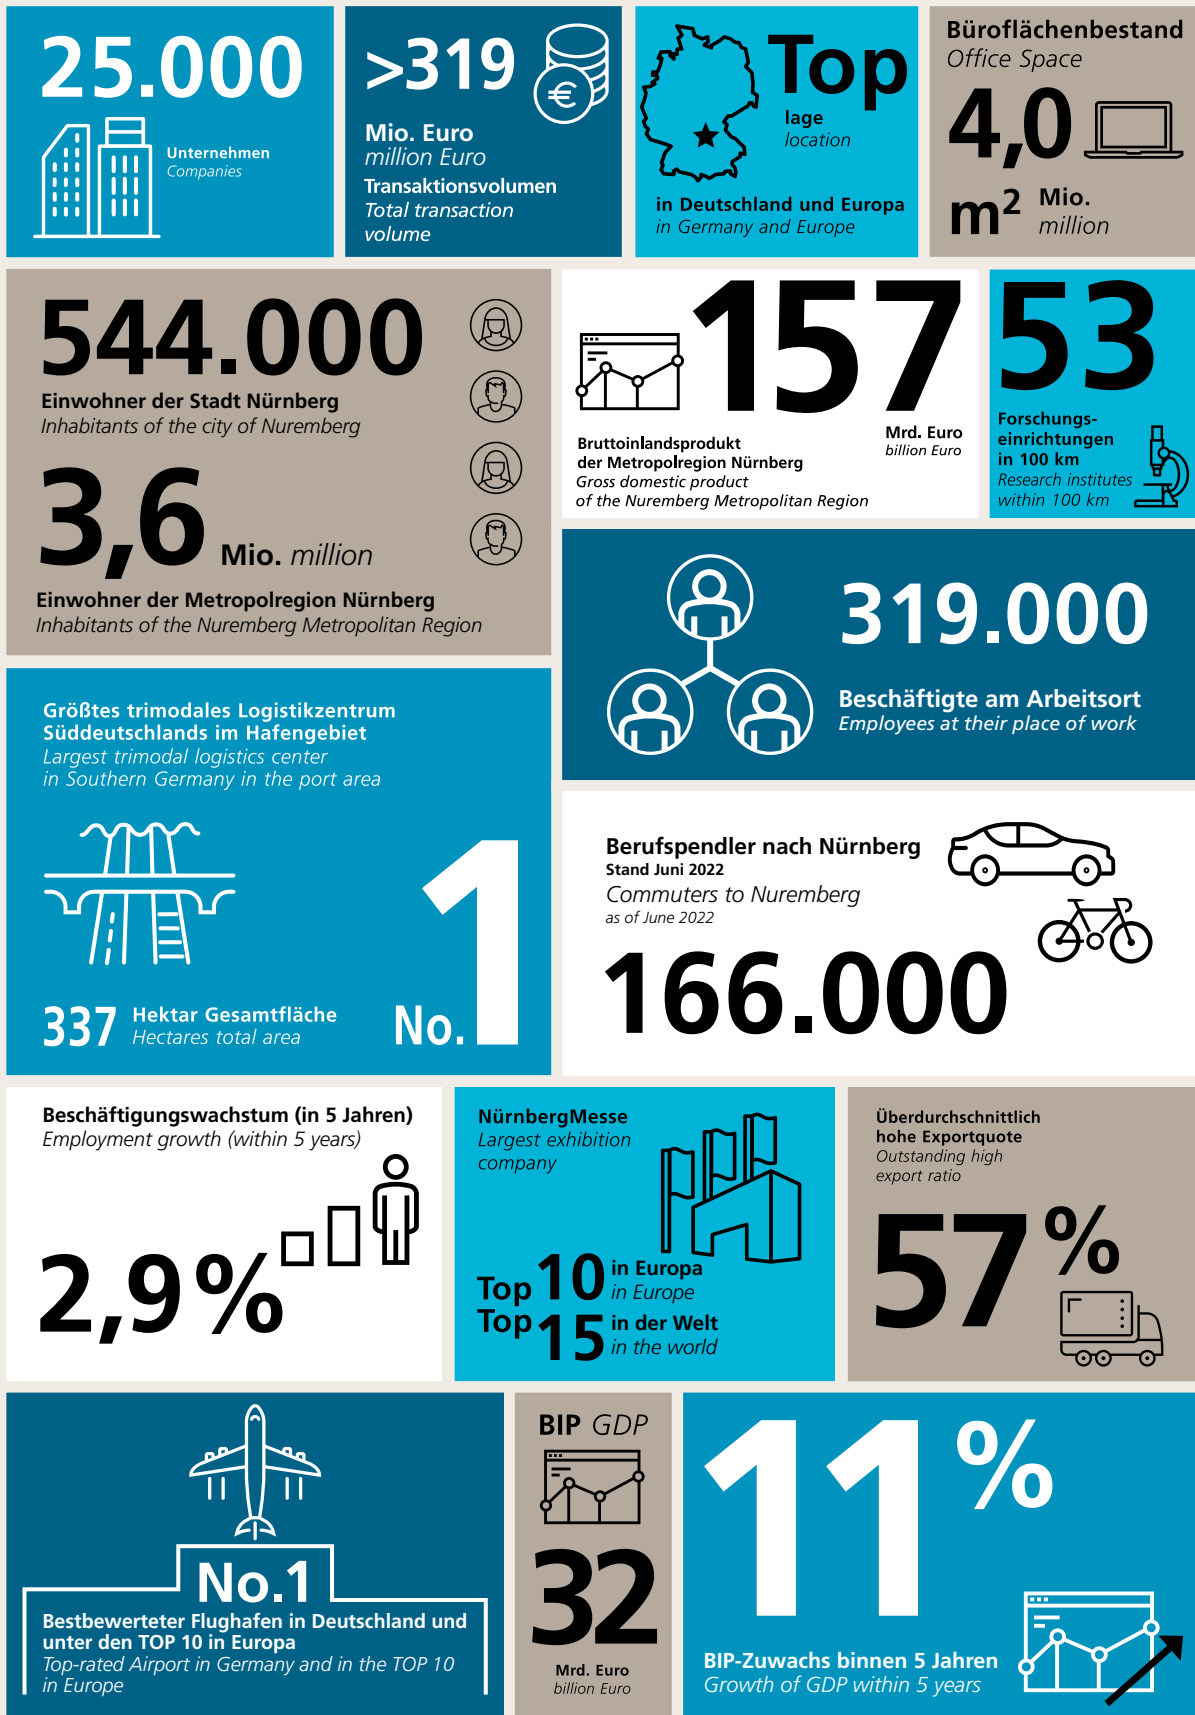 25.000
Unternehmen
Companies
>319
€
Mio. Euro
million Euro
Transaktionsvolumen
Total transaction
volume
Top
lage
location
in Deutschland und Europa
in Germany and Europe
Büroflächenbestand
Office Space
4,0
m² Mio.
million
544.000
Einwohner der Stadt Nürnberg
Inhabitants of the city of Nuremberg
3,6 Mio. million
Einwohner der Metropolregion Nürnberg
Inhabitants of the Nuremberg Metropolitan Region
157
Mrd. Euro
billion Euro
Bruttoinlandsprodukt
der Metropolregion Nürnberg
Gross domestic product
of the Nuremberg Metropolitan Region
53
Forschungs-
einrichtungen
in 100 km
Research institutes
within 100 km
319.000
Beschäftigte am Arbeitsort
Employees at their place of work
Größtes trimodales Logistikzentrum
Süddeutschlands im Hafengebiet
Largest trimodal logistics center
in Southern Germany in the port area
337 Hektar Gesamtfläche
Hectares total area
No.1
Berufspendler nach Nürnberg
Stand Juni 2022
Commuters to Nuremberg
as of June 2022
166.000
Beschäftigungswachstum (in 5 Jahren)
Employment growth (within 5 years)
2,9%
NürnbergMesse
Largest exhibition
company
Top 10 in Europa
in Europe
Top 15 in der Welt
in the world
Überdurchschnittlich
hohe Exportquote
Outstanding high
export ratio
57%
No.1
Bestbewerteter Flughafen in Deutschland und
unter den TOP 10 in Europa
Top-rated Airport in Germany and in the TOP 10
in Europe
BIP GDP
32
Mrd. Euro
billion Euro
11%
BIP-Zuwachs binnen 5 Jahren
Growth of GDP within 5 years